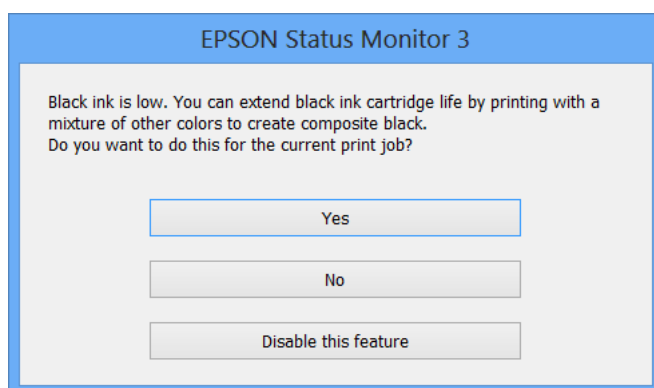 EPSON Status Monitor 3
Black ink is low. You can extend black ink cartridge life by printing with a
mixture of other colors to create composite black.
Do you want to do this for the current print job?
Yes
No
Disable this feature